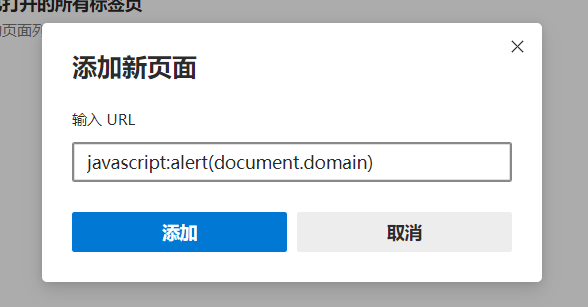 打开的所有标签页
页面列
添加新页面
输入 URL
javascript:alert(document.domain)
添加
取消